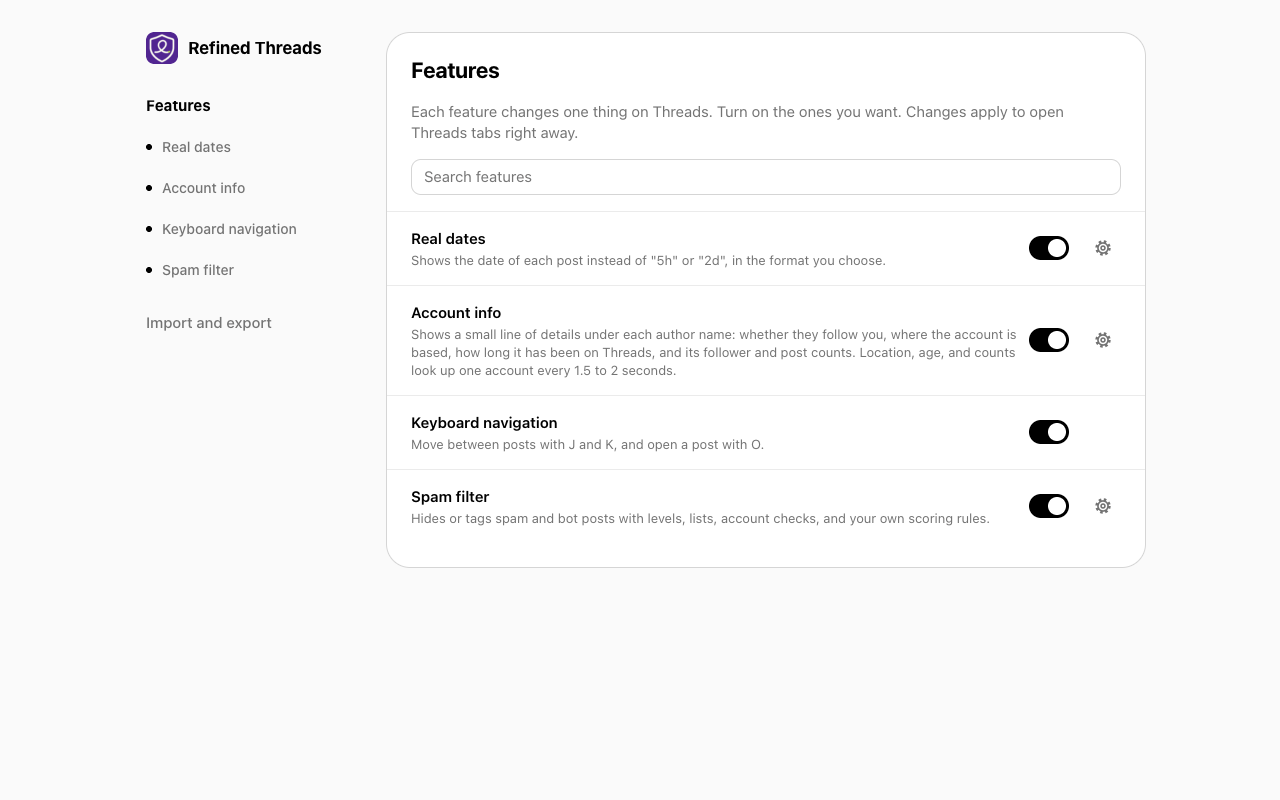 Refined Threads
Features
Real dates
Account info
Keyboard navigation
Spam filter
Import and export
Features
Each feature changes one thing on Threads. Turn on the ones you want. Changes apply to open
Threads tabs right away.
Search features
Real dates
Shows the date of each post instead of "5h" or "2d", in the format you choose.
Account info
Shows a small line of details under each author name: whether they follow you, where the account is
based, how long it has been on Threads, and its follower and post counts. Location, age, and counts
look up one account every 1.5 to 2 seconds.
Keyboard navigation
Move between posts with J and K, and open a post with O.
Spam filter
Hides or tags spam and bot posts with levels, lists, account checks, and your own scoring rules.